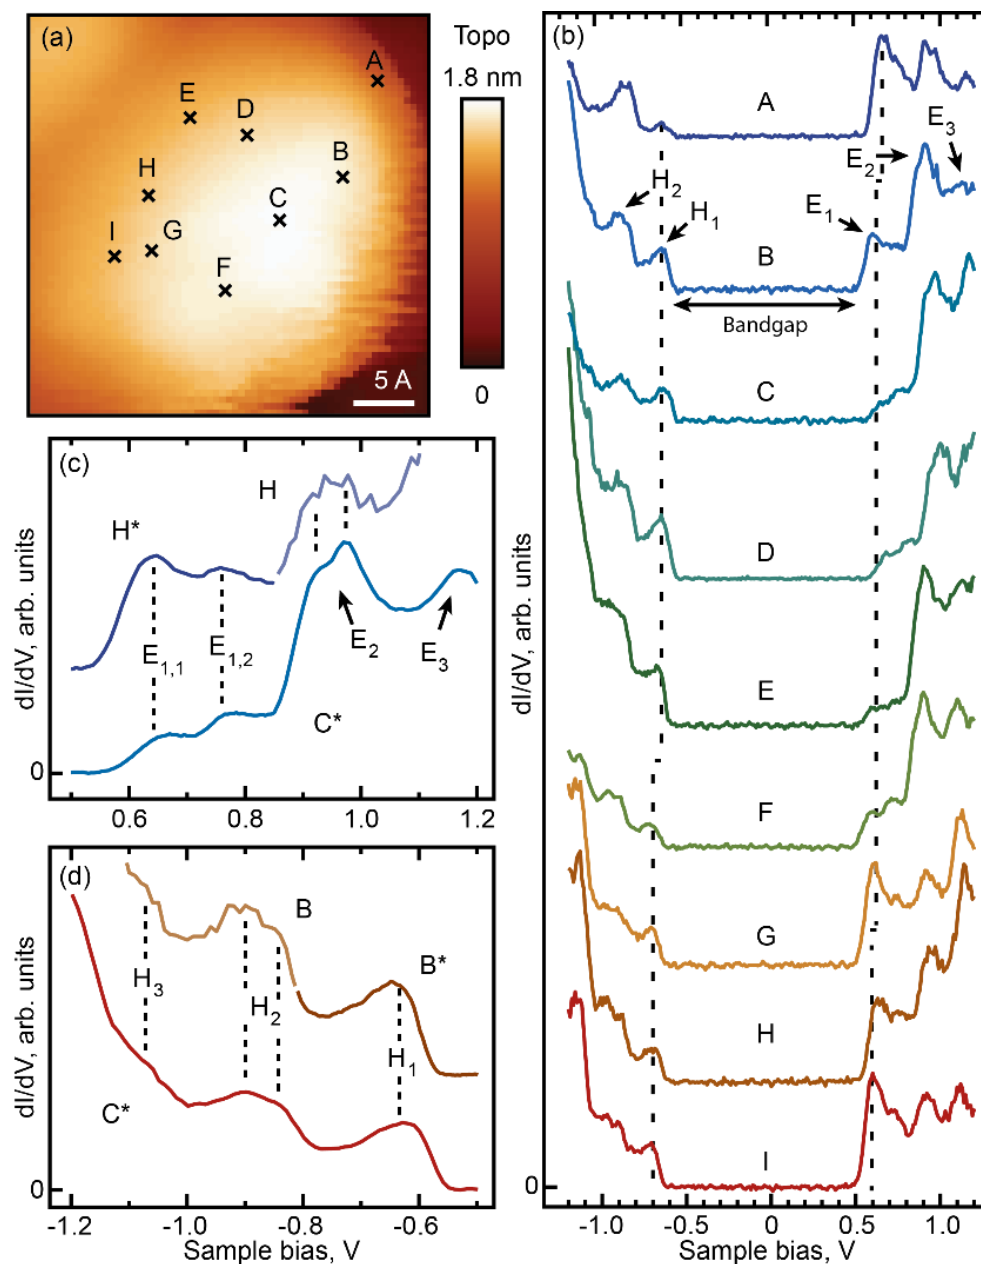 (a)
A
E
D
B
H
C
I
G
F
5 A
Topo
1.8 nm
0
(b)
A
E₃
E₂
H₂
H₁
E₁
B
Bandgap
C
D
E
F
G
H
I
0
dI/dV, arb. units
-1.0
-0.5
0
0.5
1.0
Sample bias, V
(c)
H
H*
E₁,₁
E₁,₂
E₂
E₃
C*
0
dI/dV, arb. units
0.6
0.8
1.0
1.2
(d)
B
B*
H₃
H₂
H₁
C*
0
dI/dV, arb. units
-1.2
-1.0
-0.8
-0.6
Sample bias, V